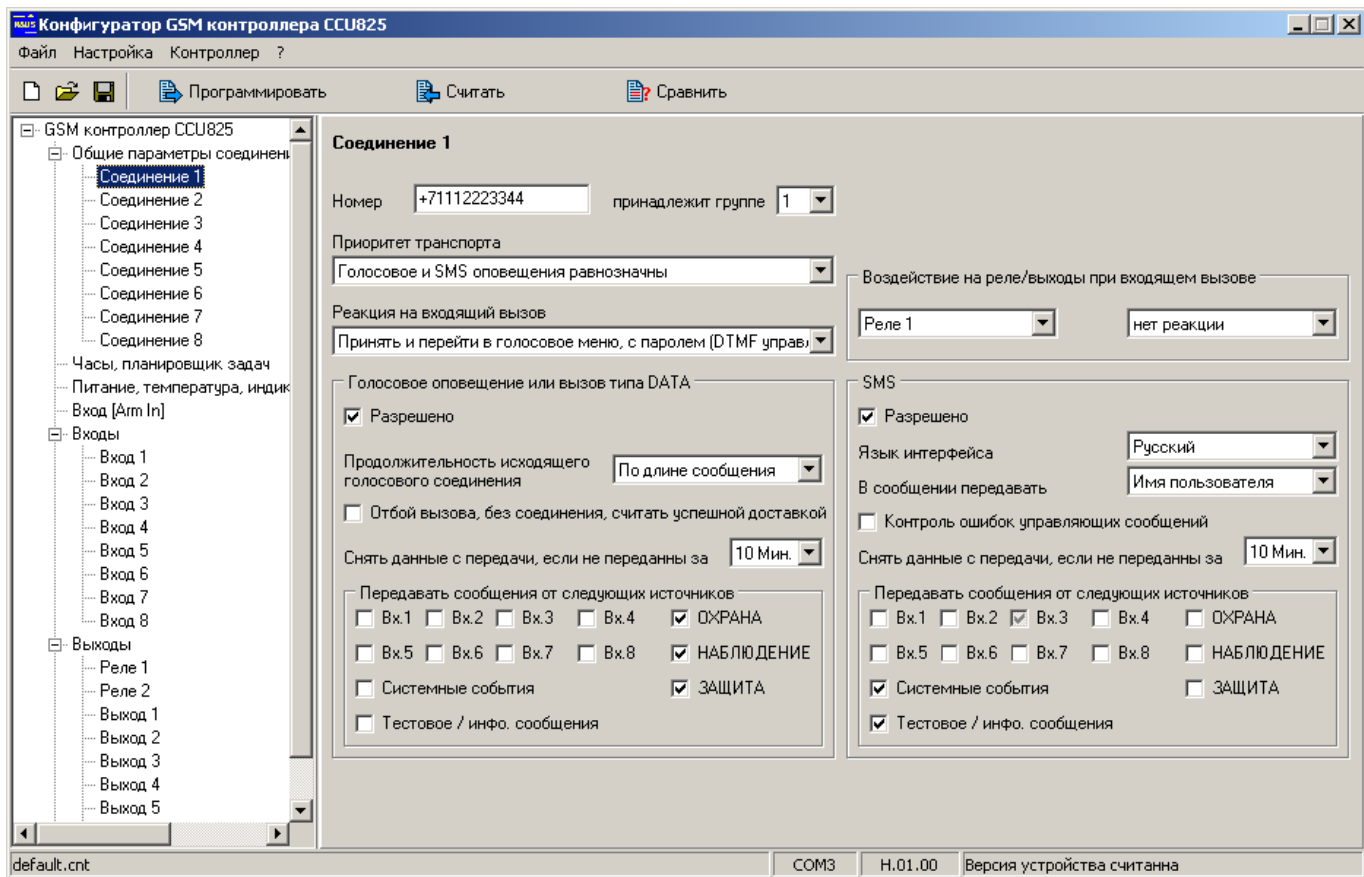 Конфигуратор GSM контроллера CCU825
Файл Настройка Контроллер ?
Программировать Считать Сравнить
GSM контроллер CCU825
Общие параметры соединени
Соединение 1
Соединение 2
Соединение 3
Соединение 4
Соединение 5
Соединение 6
Соединение 7
Соединение 8
Часы, планировщик задач
Питание, температура, индик
Вход [Arm In]
Входы
Вход 1
Вход 2
Вход 3
Вход 4
Вход 5
Вход 6
Вход 7
Вход 8
Выходы
Реле 1
Реле 2
Выход 1
Выход 2
Выход 3
Выход 4
Выход 5
Соединение 1
Номер +71112223344 принадлежит группе 1
Приоритет транспорта
Голосовое и SMS оповещения равнозначны
Реакция на входящий вызов
Принять и перейти в голосовое меню, с паролем (DTMF управл
Воздействие на реле/выходы при входящем вызове
Реле 1 нет реакции
Голосовое оповещение или вызов типа DATA
Разрешено
Продолжительность исходящего
голосового соединения
По длине сообщения
Отбой вызова, без соединения, считать успешной доставкой
Снять данные с передачи, если не переданны за 10 Мин.
Передавать сообщения от следующих источников
Вх.1 Вх.2 Вх.3 Вх.4 ОХРАНА
Вх.5 Вх.6 Вх.7 Вх.8 НАБЛЮДЕНИЕ
Системные события ЗАЩИТА
Тестовое / инфо. сообщения
SMS
Разрешено
Язык интерфейса Русский
В сообщении передавать Имя пользователя
Контроль ошибок управляющих сообщений
Снять данные с передачи, если не переданны за 10 Мин.
Передавать сообщения от следующих источников
Вх.1 Вх.2 Вх.3 Вх.4 ОХРАНА
Вх.5 Вх.6 Вх.7 Вх.8 НАБЛЮДЕНИЕ
Системные события ЗАЩИТА
Тестовое / инфо. сообщения
default.cnt COM3 H.01.00 Версия устройства считанна